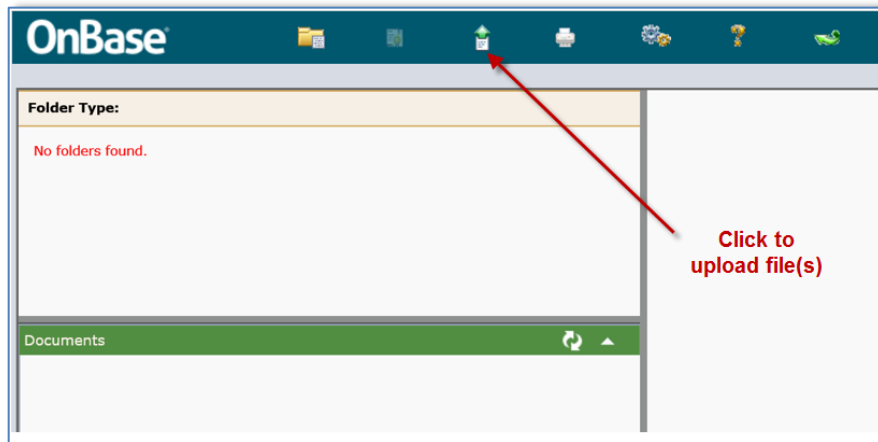 OnBase
Folder Type:
No folders found.
Click to
upload file(s)
Documents